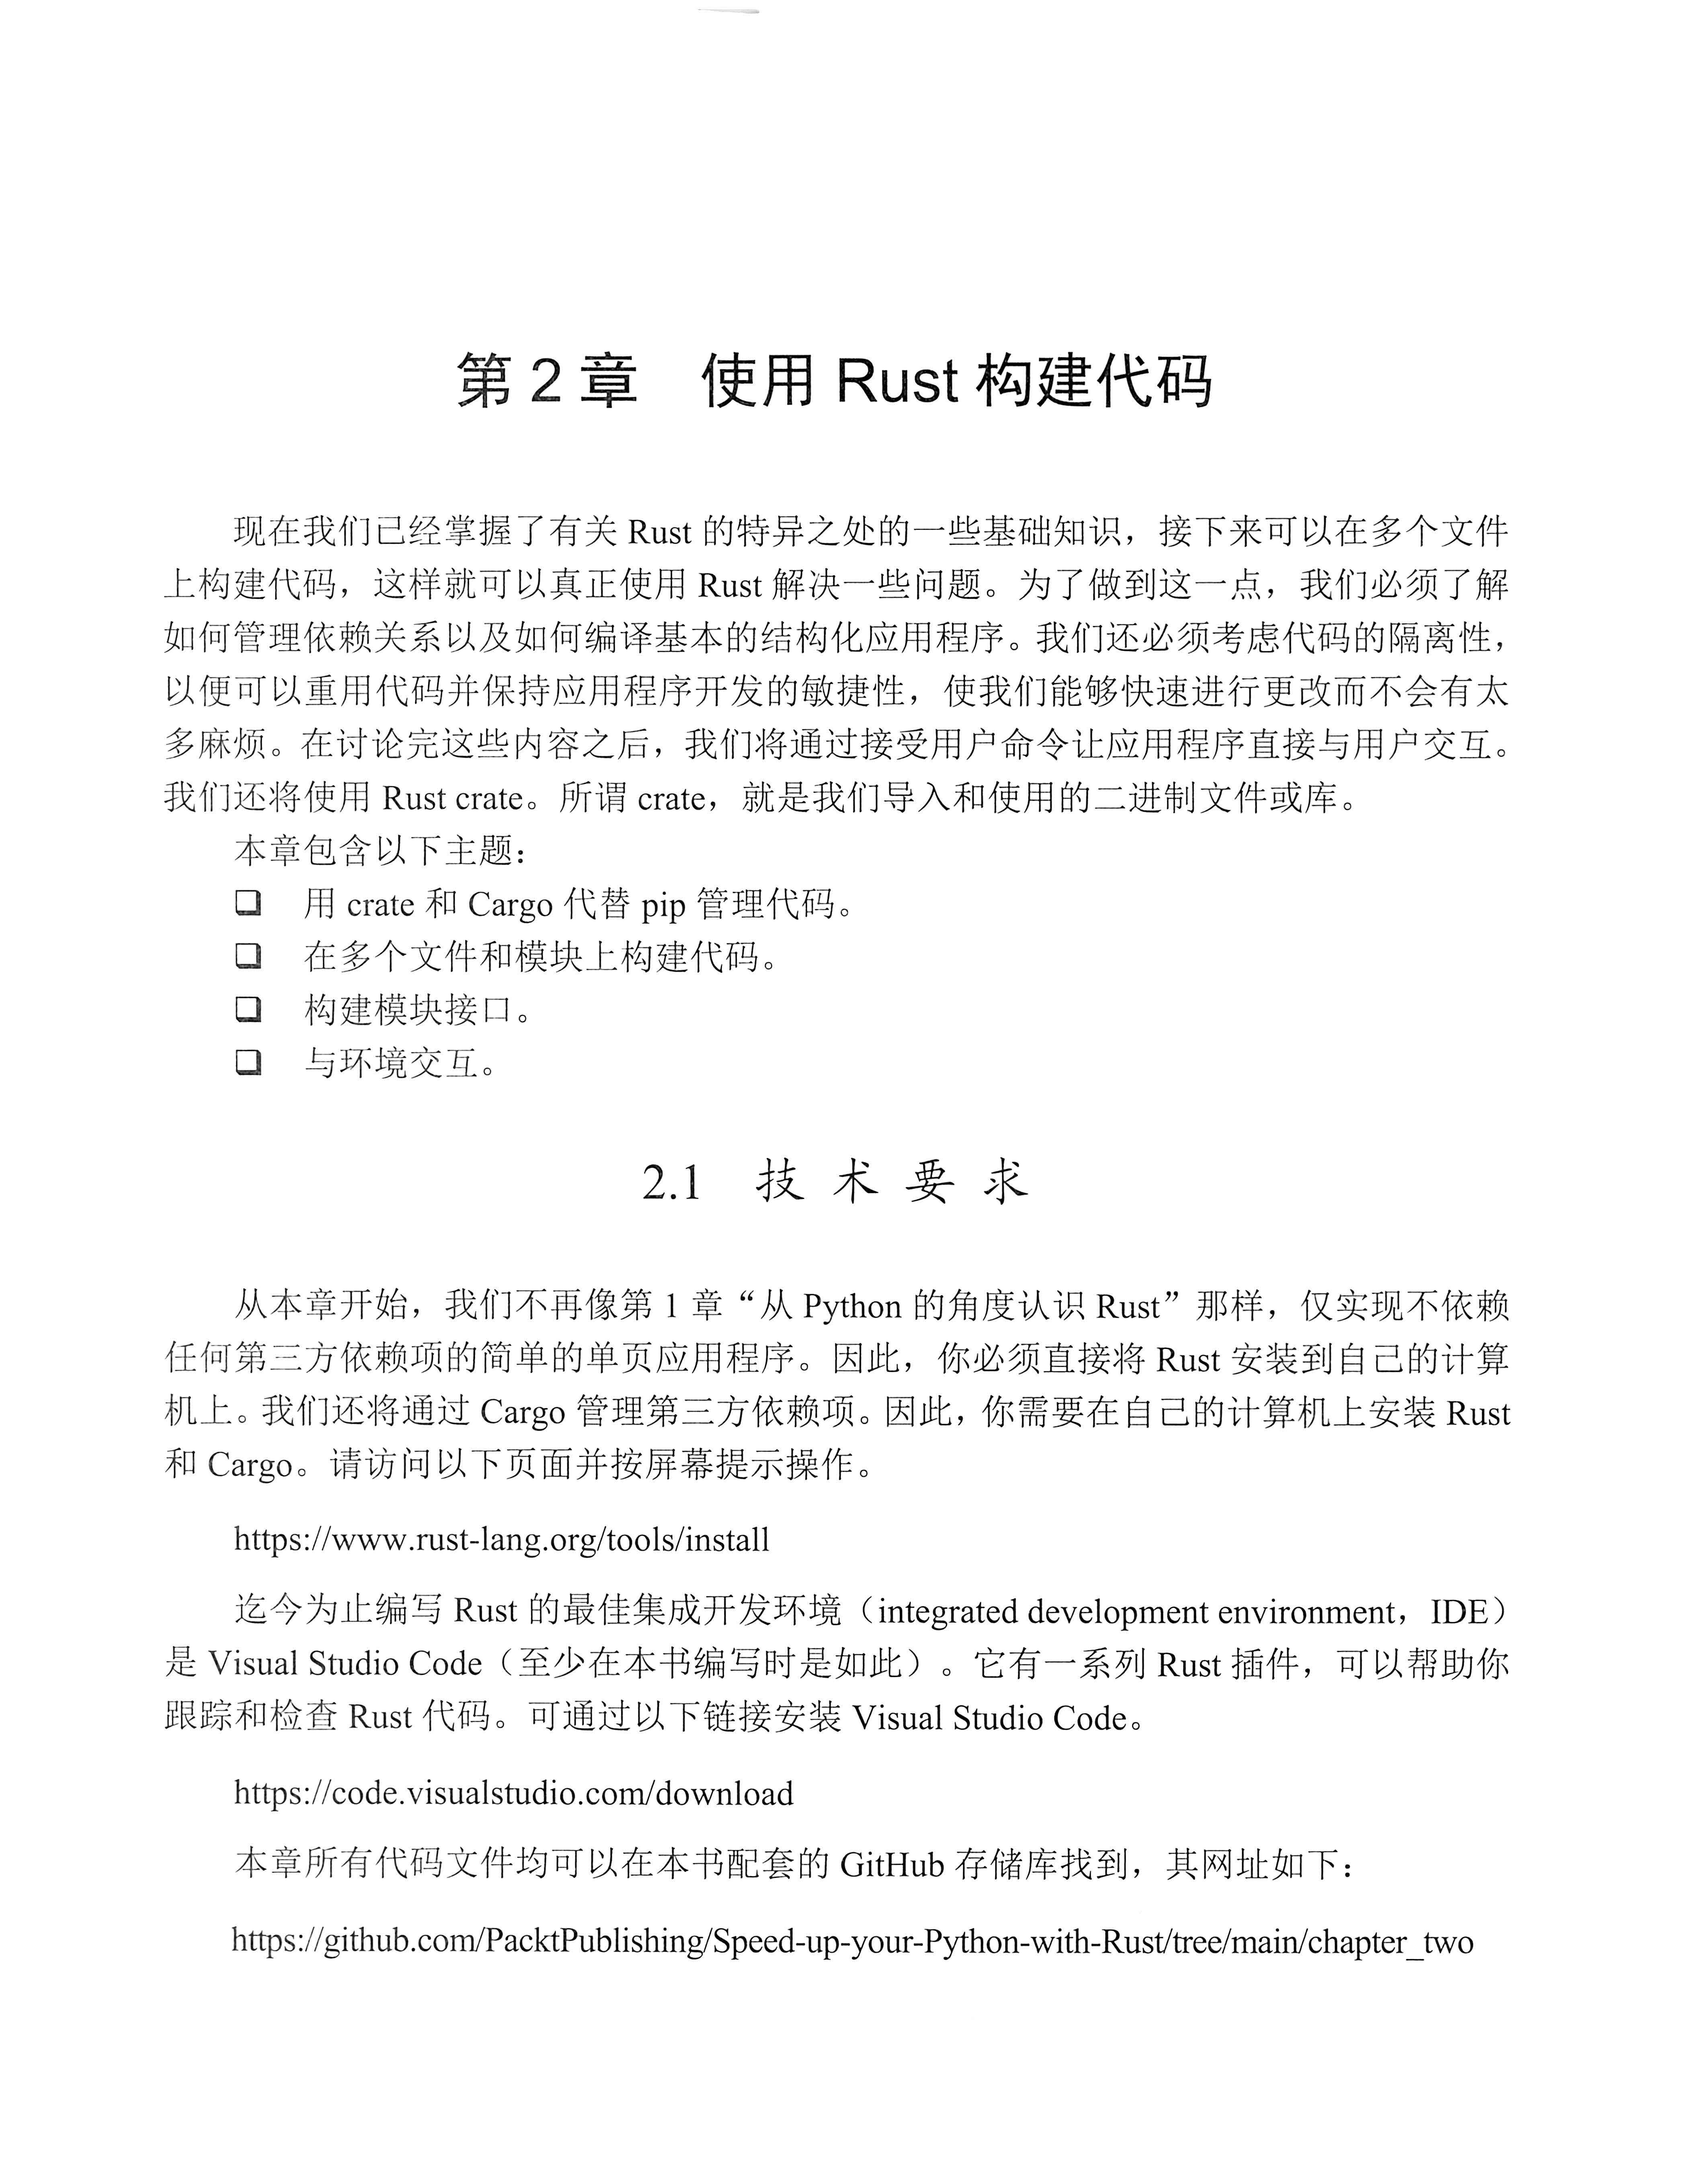 第 2 章　使用 Rust 构建代码
现在我们已经掌握了有关 Rust 的特异之处的一些基础知识，接下来可以在多个文件
上构建代码，这样就可以真正使用 Rust 解决一些问题。为了做到这一点，我们必须了解
如何管理依赖关系以及如何编译基本的结构化应用程序。我们还必须考虑代码的隔离性，
以便可以重用代码并保持应用程序开发的敏捷性，使我们能够快速进行更改而不会有太
多麻烦。在讨论完这些内容之后，我们将通过接受用户命令让应用程序直接与用户交互。
我们还将使用 Rust crate。所谓 crate，就是我们导入和使用的二进制文件或库。
本章包含以下主题：
❑ 用 crate 和 Cargo 代替 pip 管理代码。
❑ 在多个文件和模块上构建代码。
❑ 构建模块接口。
❑ 与环境交互。
2.1 技术要求
从本章开始，我们不再像第 1 章“从 Python 的角度认识 Rust”那样，仅实现不依赖
任何第三方依赖项的简单的单页应用程序。因此，你必须直接将 Rust 安装到自己的计算
机上。我们还将通过 Cargo 管理第三方依赖项。因此，你需要在自己的计算机上安装 Rust
和 Cargo。请访问以下页面并按屏幕提示操作。
https://www.rust-lang.org/tools/install
迄今为止编写 Rust 的最佳集成开发环境（integrated development environment，IDE）
是 Visual Studio Code（至少在本书编写时是如此）。它有一系列 Rust 插件，可以帮助你
跟踪和检查 Rust 代码。可通过以下链接安装 Visual Studio Code。
https://code.visualstudio.com/download
本章所有代码文件均可以在本书配套的 GitHub 存储库找到，其网址如下：
https://github.com/PacktPublishing/Speed-up-your-Python-with-Rust/tree/main/chapter_two